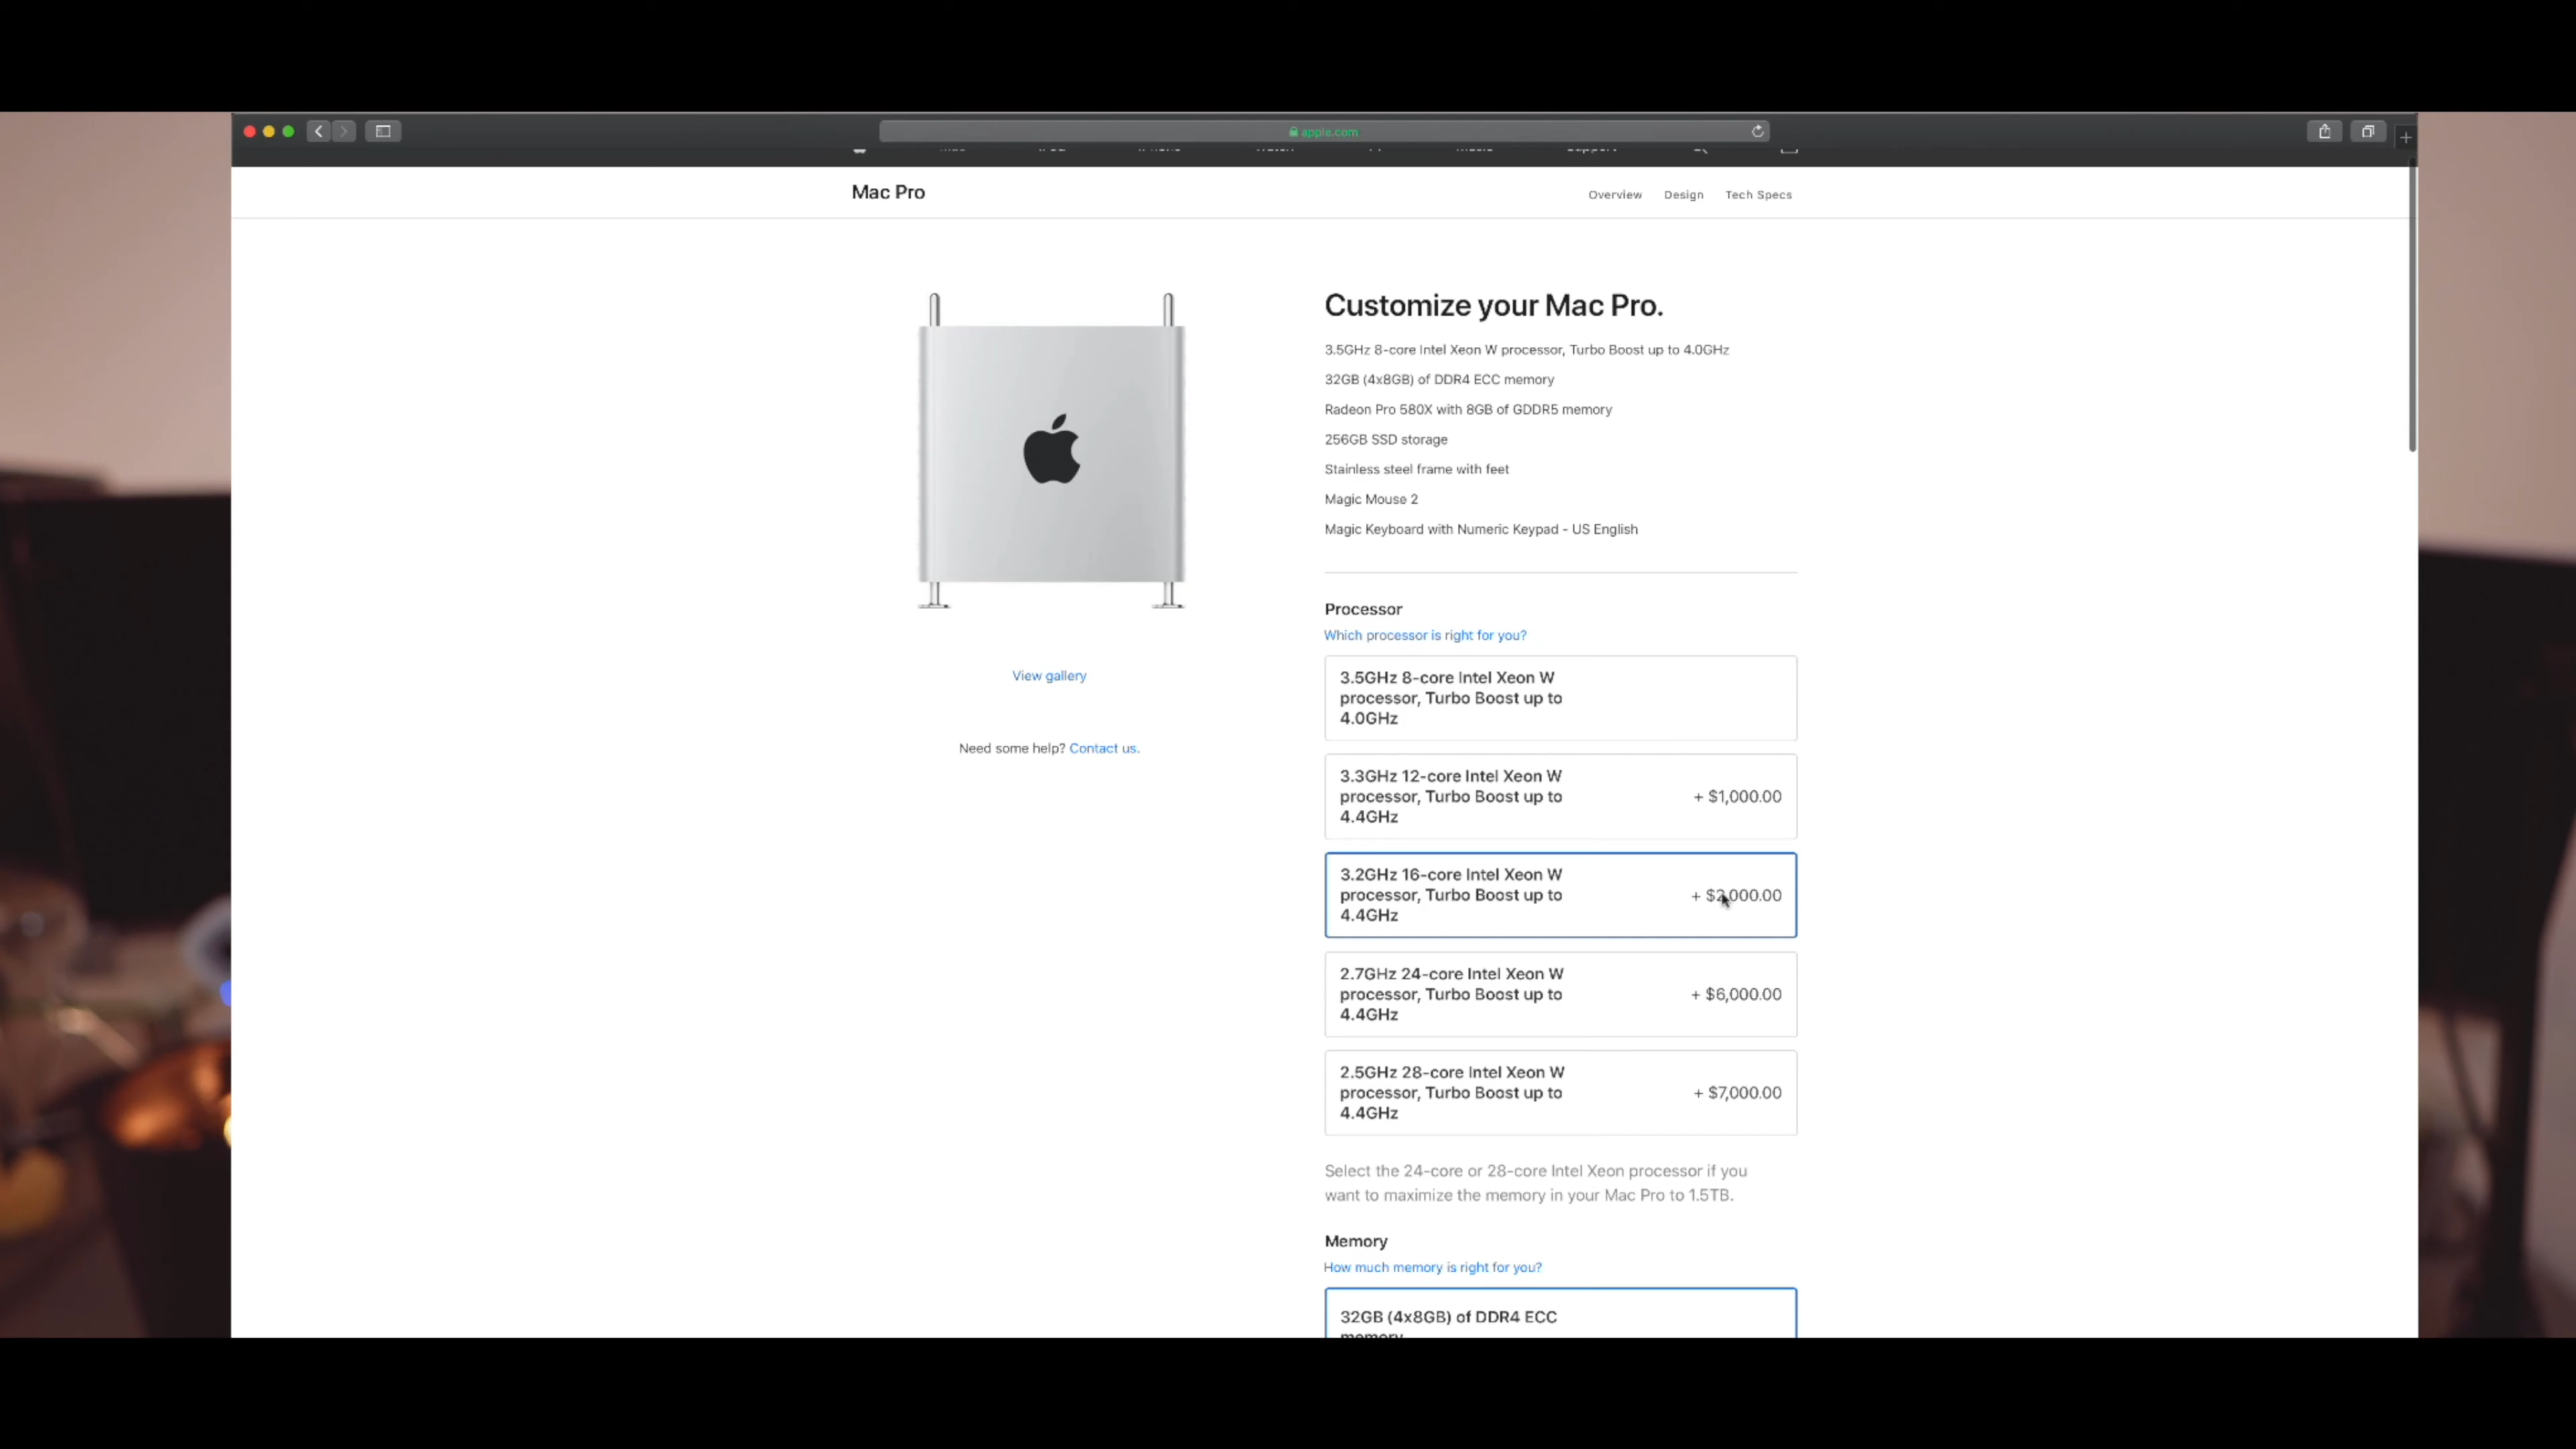 apple.com
Mac Pro
Overview Design Tech Specs
Customize your Mac Pro.
3.5GHz 8-core Intel Xeon W processor, Turbo Boost up to 4.0GHz
32GB (4x8GB) of DDR4 ECC memory
Radeon Pro 580X with 8GB of GDDR5 memory
256GB SSD storage
Stainless steel frame with feet
Magic Mouse 2
Magic Keyboard with Numeric Keypad - US English
View gallery
Need some help? Contact us.
Processor
Which processor is right for you?
3.5GHz 8-core Intel Xeon W
processor, Turbo Boost up to
4.0GHz
3.3GHz 12-core Intel Xeon W
processor, Turbo Boost up to
4.4GHz
+ $1,000.00
3.2GHz 16-core Intel Xeon W
processor, Turbo Boost up to
4.4GHz
+ $2,000.00
2.7GHz 24-core Intel Xeon W
processor, Turbo Boost up to
4.4GHz
+ $6,000.00
2.5GHz 28-core Intel Xeon W
processor, Turbo Boost up to
4.4GHz
+ $7,000.00
Select the 24-core or 28-core Intel Xeon processor if you
want to maximize the memory in your Mac Pro to 1.5TB.
Memory
How much memory is right for you?
32GB (4x8GB) of DDR4 ECC
memory